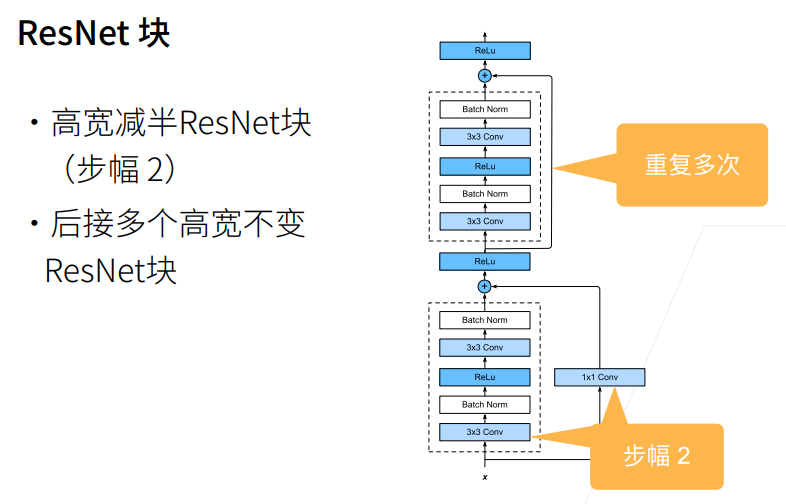 ResNet 块
• 高宽减半ResNet块
（步幅 2）
• 后接多个高宽不变
ResNet块
ReLu
+
Batch Norm
3x3 Conv
ReLu
Batch Norm
3x3 Conv
重复多次
ReLu
+
Batch Norm
3x3 Conv
ReLu
1x1 Conv
Batch Norm
3x3 Conv
步幅 2
x